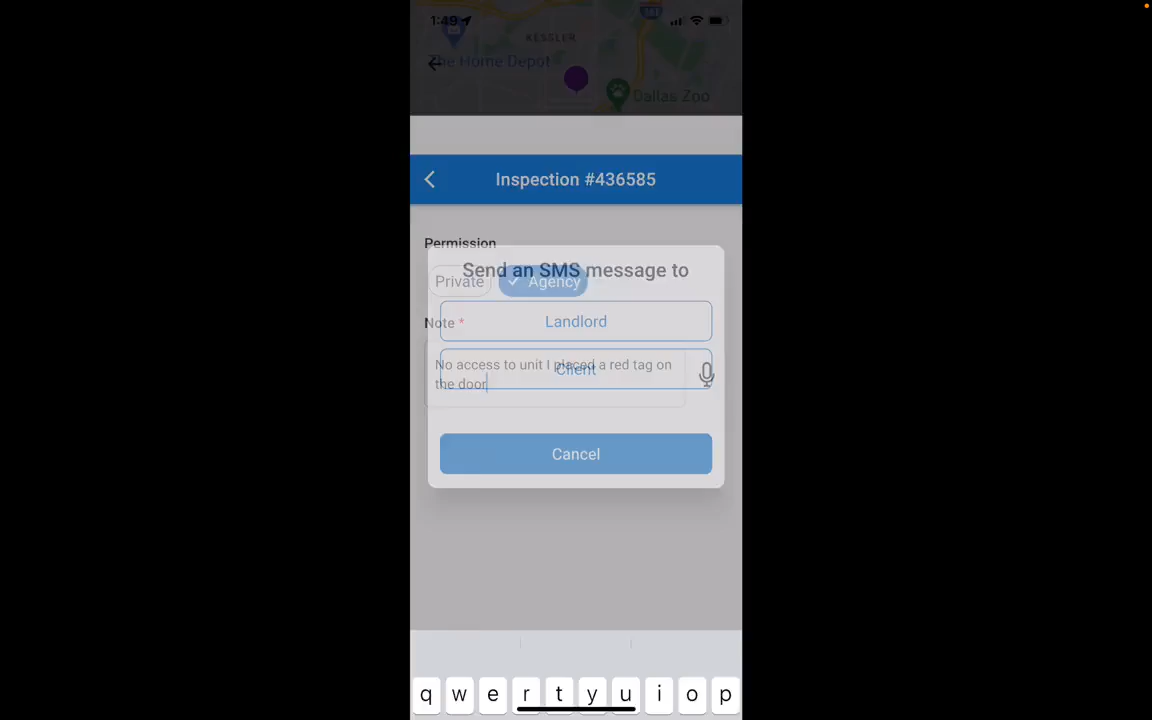 1:49
KESSLER
The Home Depot
Dallas Zoo
Inspection #436585
Permission
Send an SMS message to
Private
Agency
Note *
Landlord
No access to unit I placed a red tag on
the door
Client
Cancel
q w e r t y u i o p